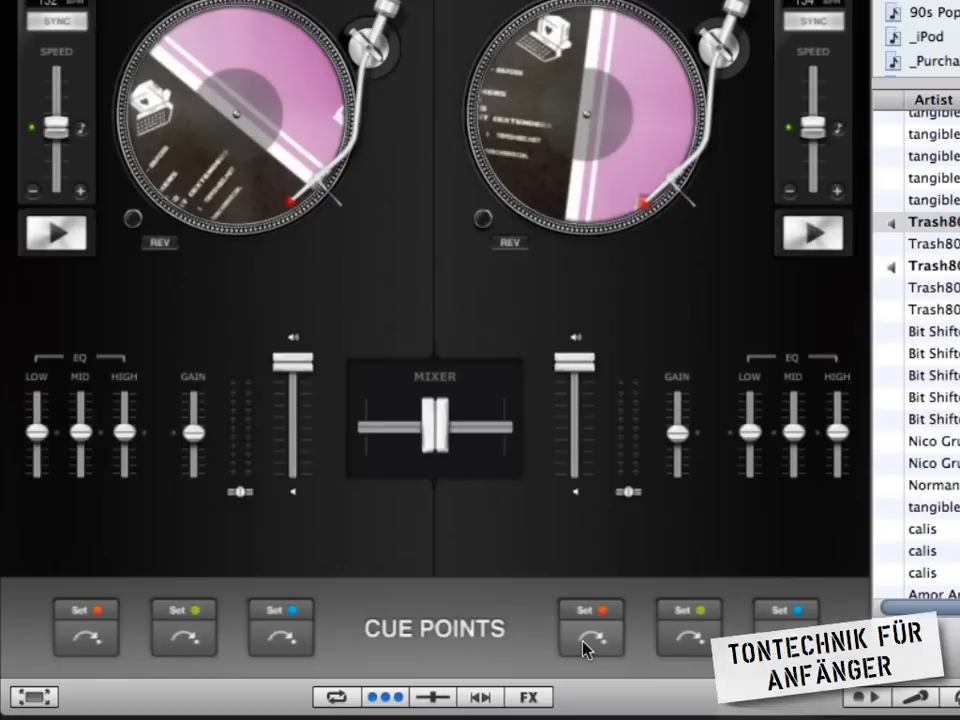 SYNC
SYNC
SPEED
SPEED
REV
REV
90s Pop
_iPod
_Purcha
Artist
tangible
tangible
tangible
tangible
tangible
Trash80
Trash80
Trash80
Trash80
Trash80
Bit Shifte
Bit Shifte
Bit Shifte
Bit Shifte
Bit Shifte
Nico Gru
Nico Gru
Norman
tangible
calis
calis
calis
Amor An
EQ
LOW MID HIGH GAIN
MIXER
EQ
GAIN LOW MID HIGH
Set Set Set
CUE POINTS
Set Set Set
FX
TONTECHNIK FÜR
ANFÄNGER